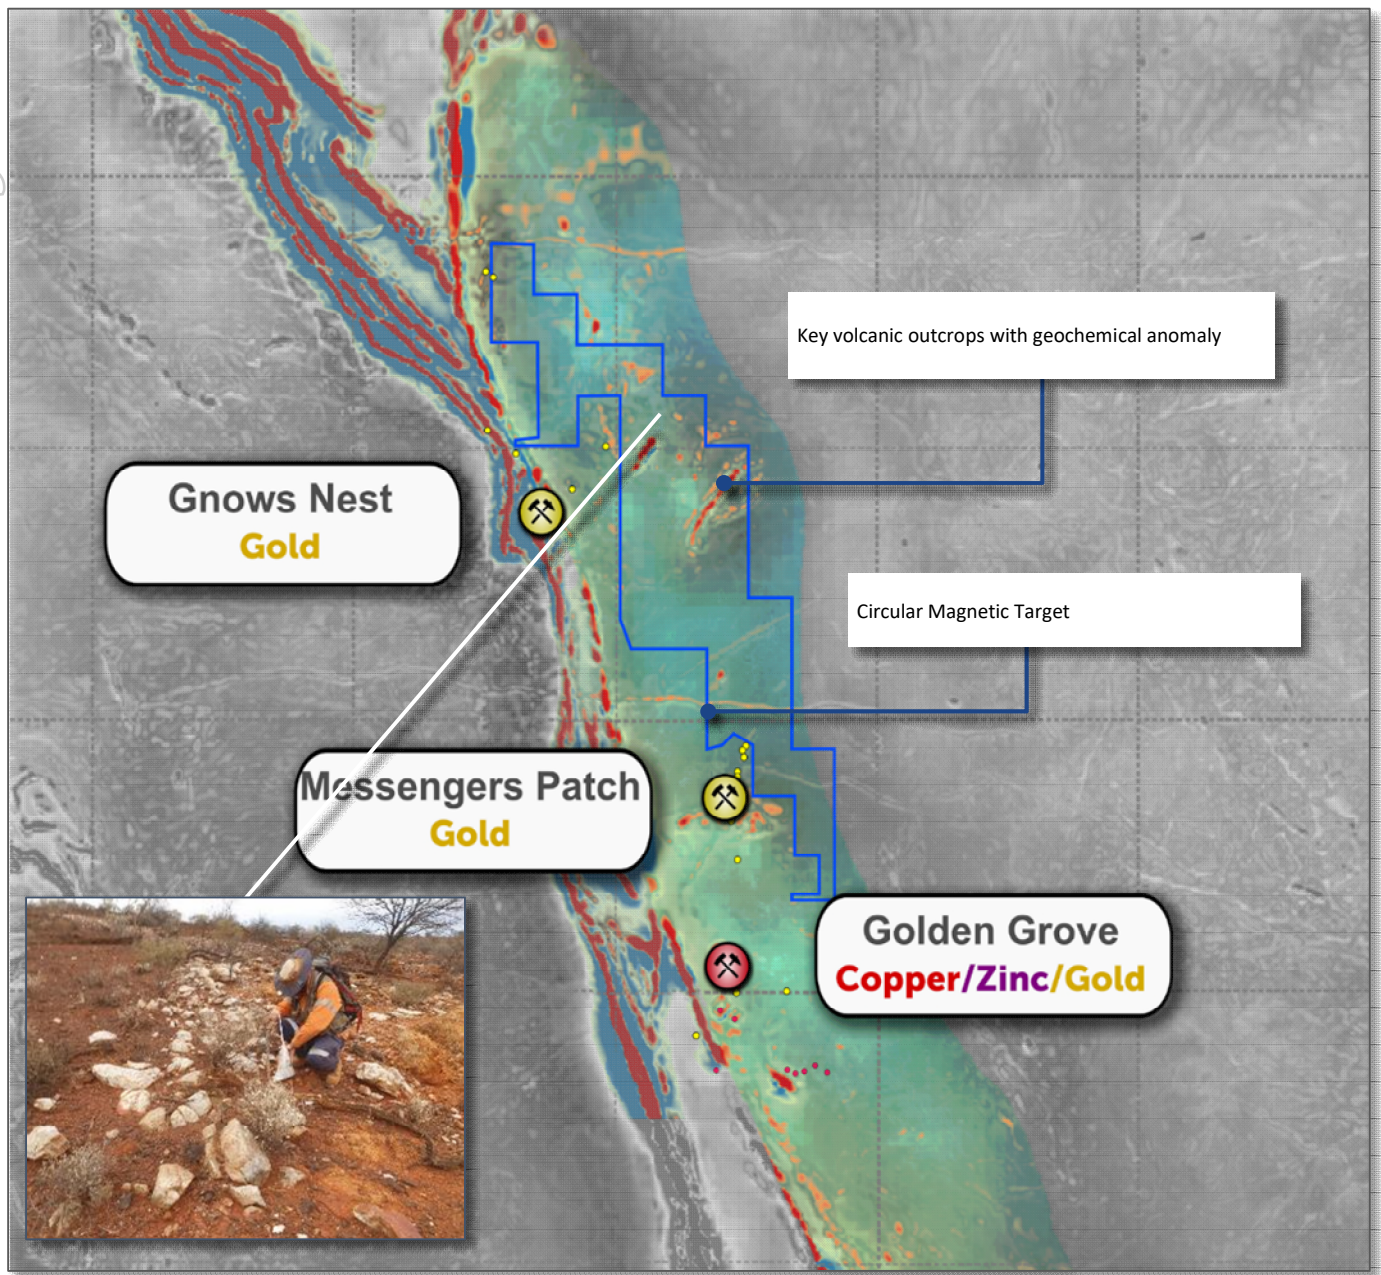 Key volcanic outcrops with geochemical anomaly
Gnows Nest
Gold
Circular Magnetic Target
Messengers Patch
Gold
Golden Grove
Copper/Zinc/Gold